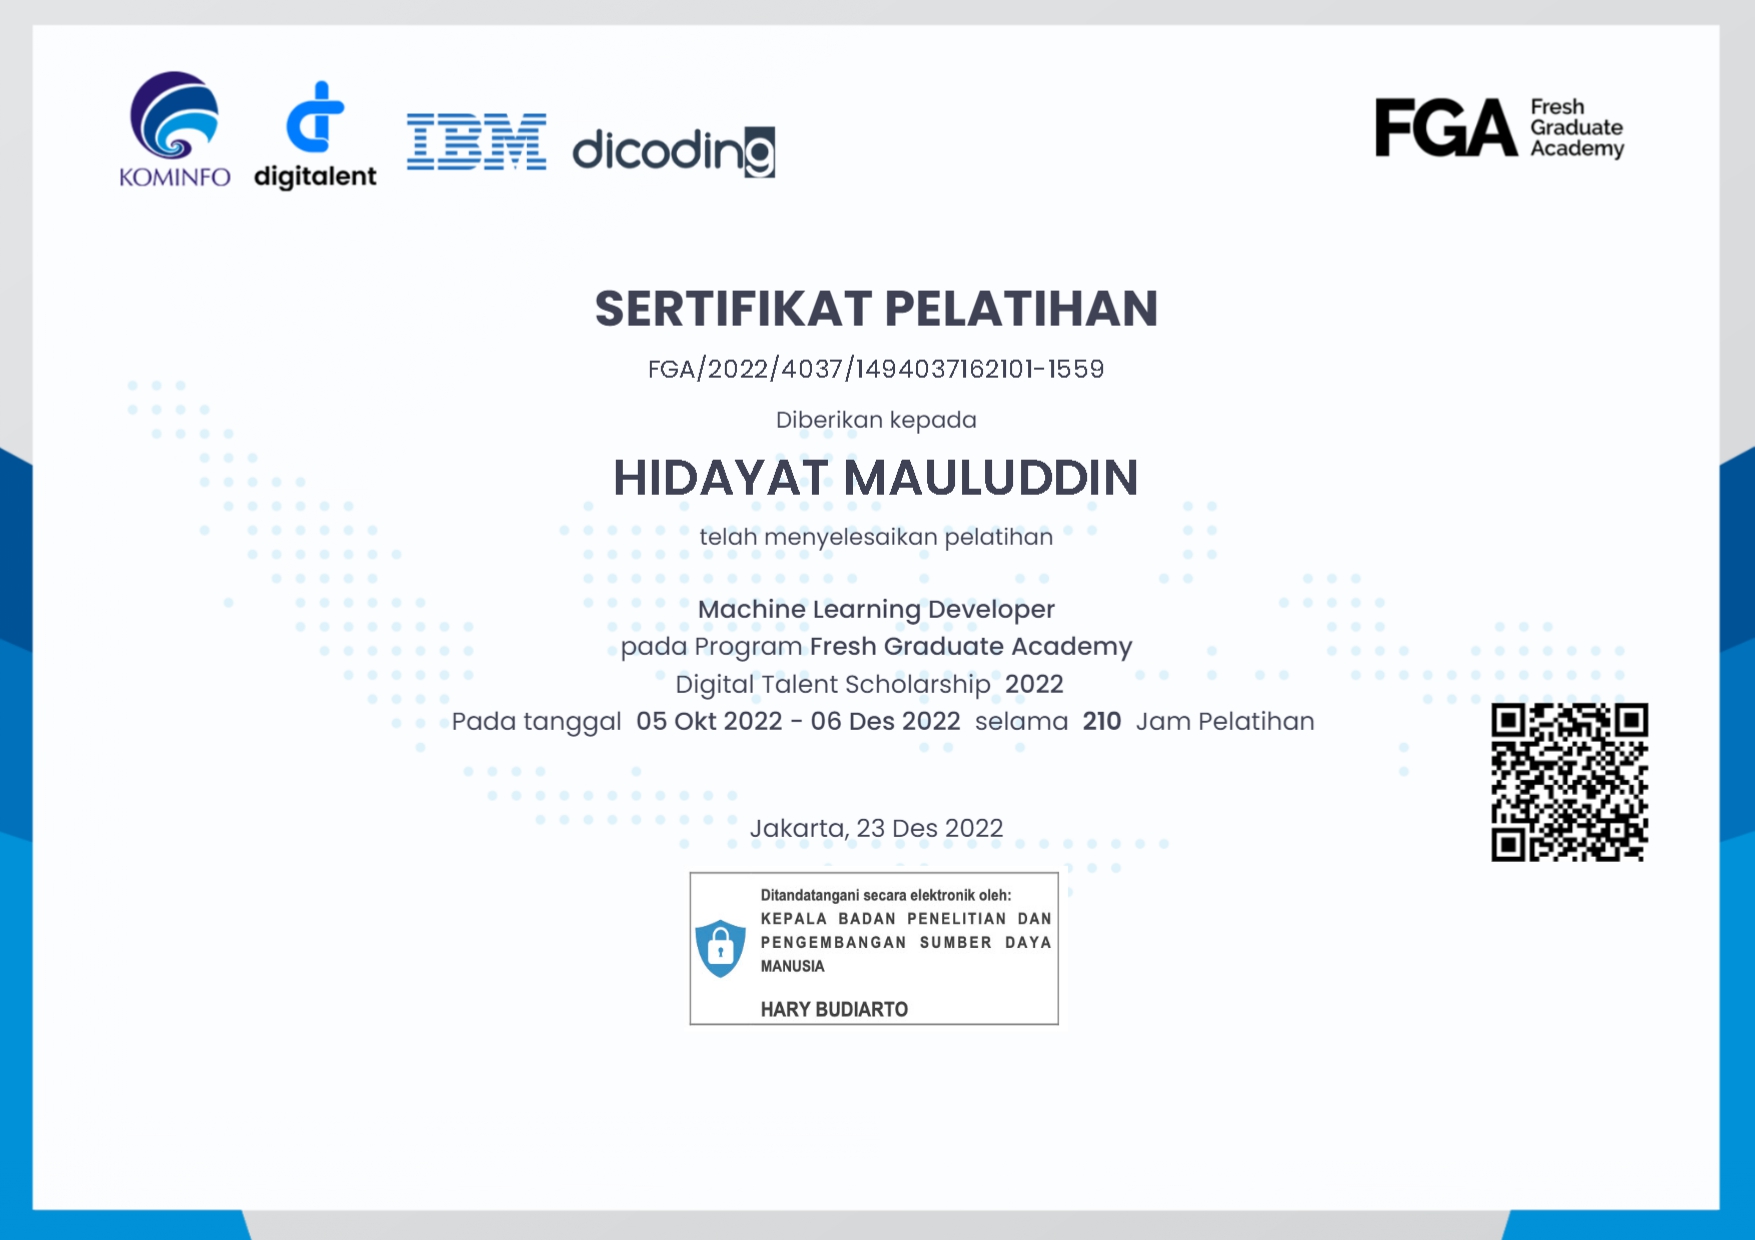 KOMINFO
digitalent
IBM
dicoding
FGA Fresh
Graduate
Academy
SERTIFIKAT PELATIHAN
FGA/2022/4037/1494037162101-1559
Diberikan kepada
HIDAYAT MAULUDDIN
telah menyelesaikan pelatihan
Machine Learning Developer
pada Program Fresh Graduate Academy
Digital Talent Scholarship 2022
Pada tanggal 05 Okt 2022 - 06 Des 2022 selama 210 Jam Pelatihan
Jakarta, 23 Des 2022
Ditandatangani secara elektronik oleh:
KEPALA BADAN PENELITIAN DAN
PENGEMBANGAN SUMBER DAYA
MANUSIA
HARY BUDIARTO